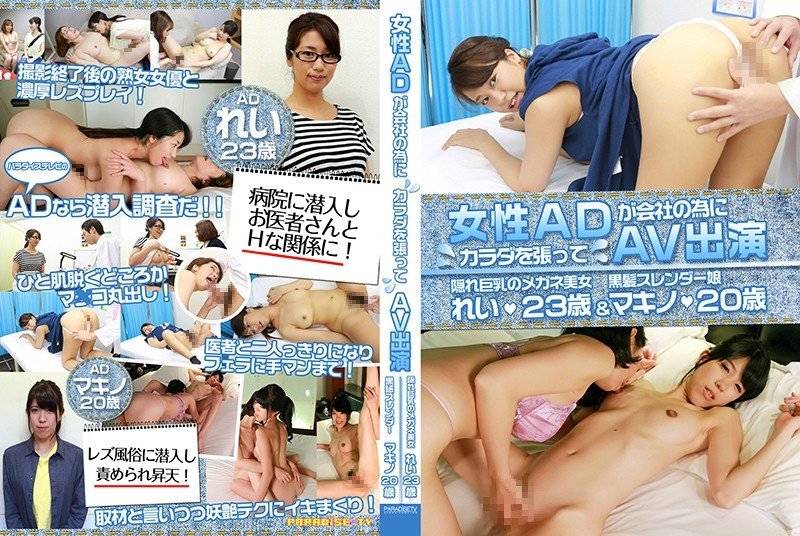 撮影終了後の熟女女優と
濃厚レズプレイ！
AD
れい
23歳
パラダイステレビの
ADなら潜入調査だ！！
病院に潜入し
お医者さんと
Hな関係に！
ひと肌脱ぐどころか
マ コ丸出し！
医者と二人っきりになり
フェラに手マンまで！
AD
マキノ
20歳
レズ風俗に潜入し
責められ昇天！
取材と言いつつ妖艶テクにイキまくり！
PARADISE TV
女性ADが会社の為に カラダを張って AV出演
隠れ巨乳のメガネ美女 れい 23歳
黒髪スレンダー マキノ 20歳
PARADISETV
女性ADが会社の為に
カラダを張ってAV出演
隠れ巨乳のメガネ美女 黒髪スレンダー娘
れい♥23歳&マキノ♥20歳